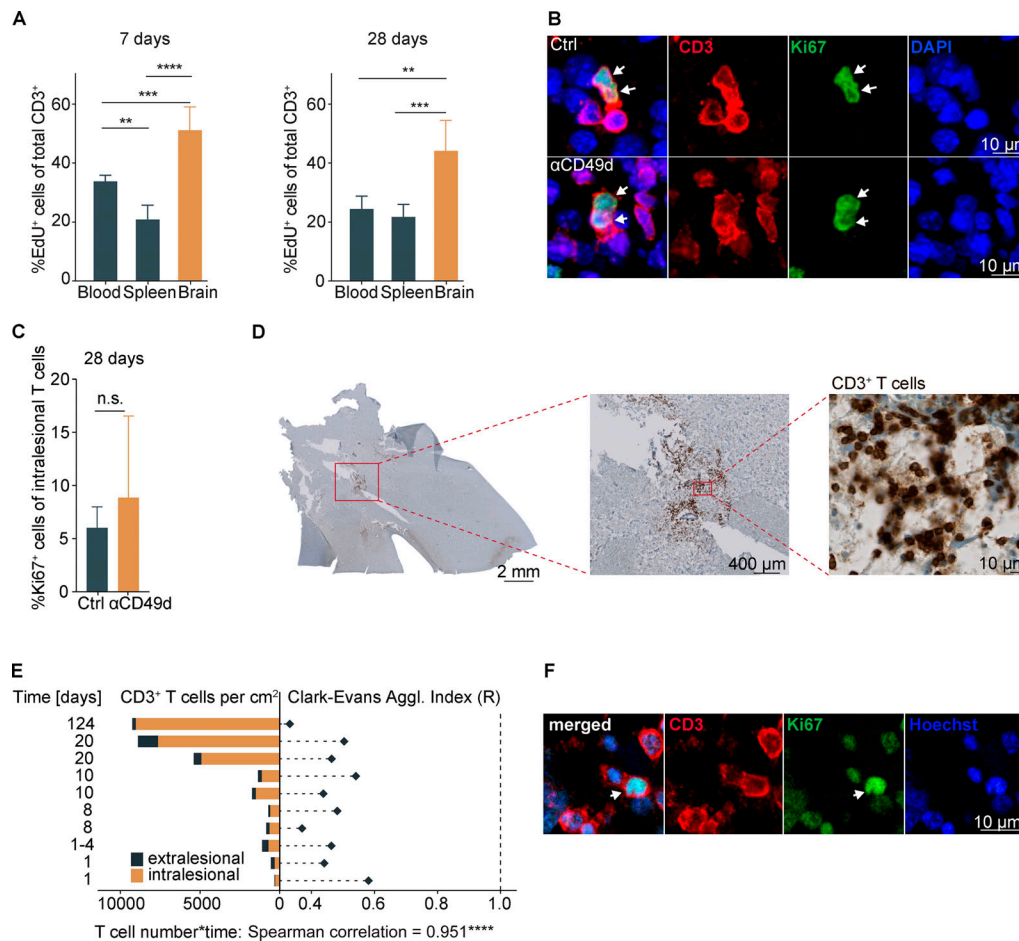 A
7 days
28 days
%EdU⁺ cells of total CD3⁺
60
40
20
0
**
***
****
Blood Spleen Brain
%EdU⁺ cells of total CD3⁺
60
40
20
0
**
***
Blood Spleen Brain
B
Ctrl
CD3
Ki67
DAPI
10 µm
αCD49d
10 µm
C
28 days
%Ki67⁺ cells of intralesional T cells
20
15
10
5
0
n.s.
Ctrl αCD49d
D
2 mm
400 µm
CD3⁺ T cells
10 µm
E
Time [days]
CD3⁺ T cells per cm²
Clark-Evans Aggl. Index (R)
124
20
20
10
10
8
8
1-4
1
1
extralesional
intralesional
10000 5000 0 0.4 0.6 0.8 1.0
T cell number*time: Spearman correlation = 0.951****
F
merged
CD3
Ki67
Hoechst
10 µm